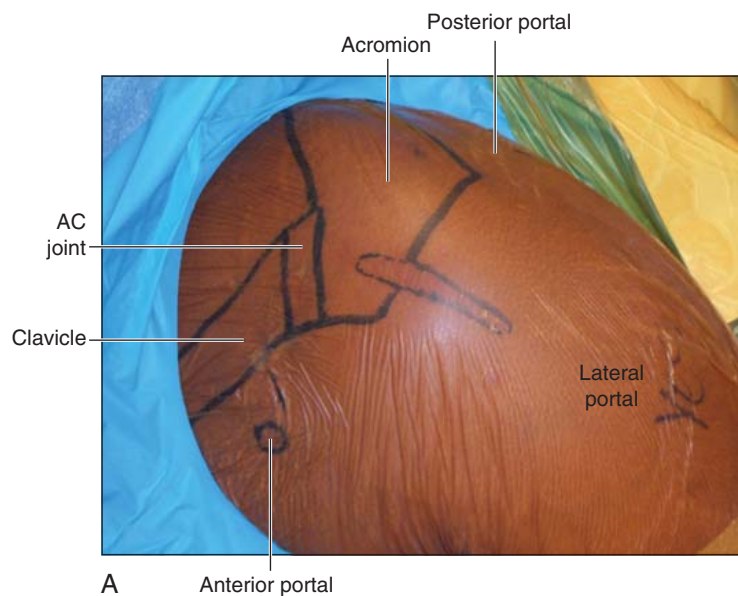 Posterior portal
Acromion
AC
joint
Clavicle
Lateral
portal
A
Anterior portal